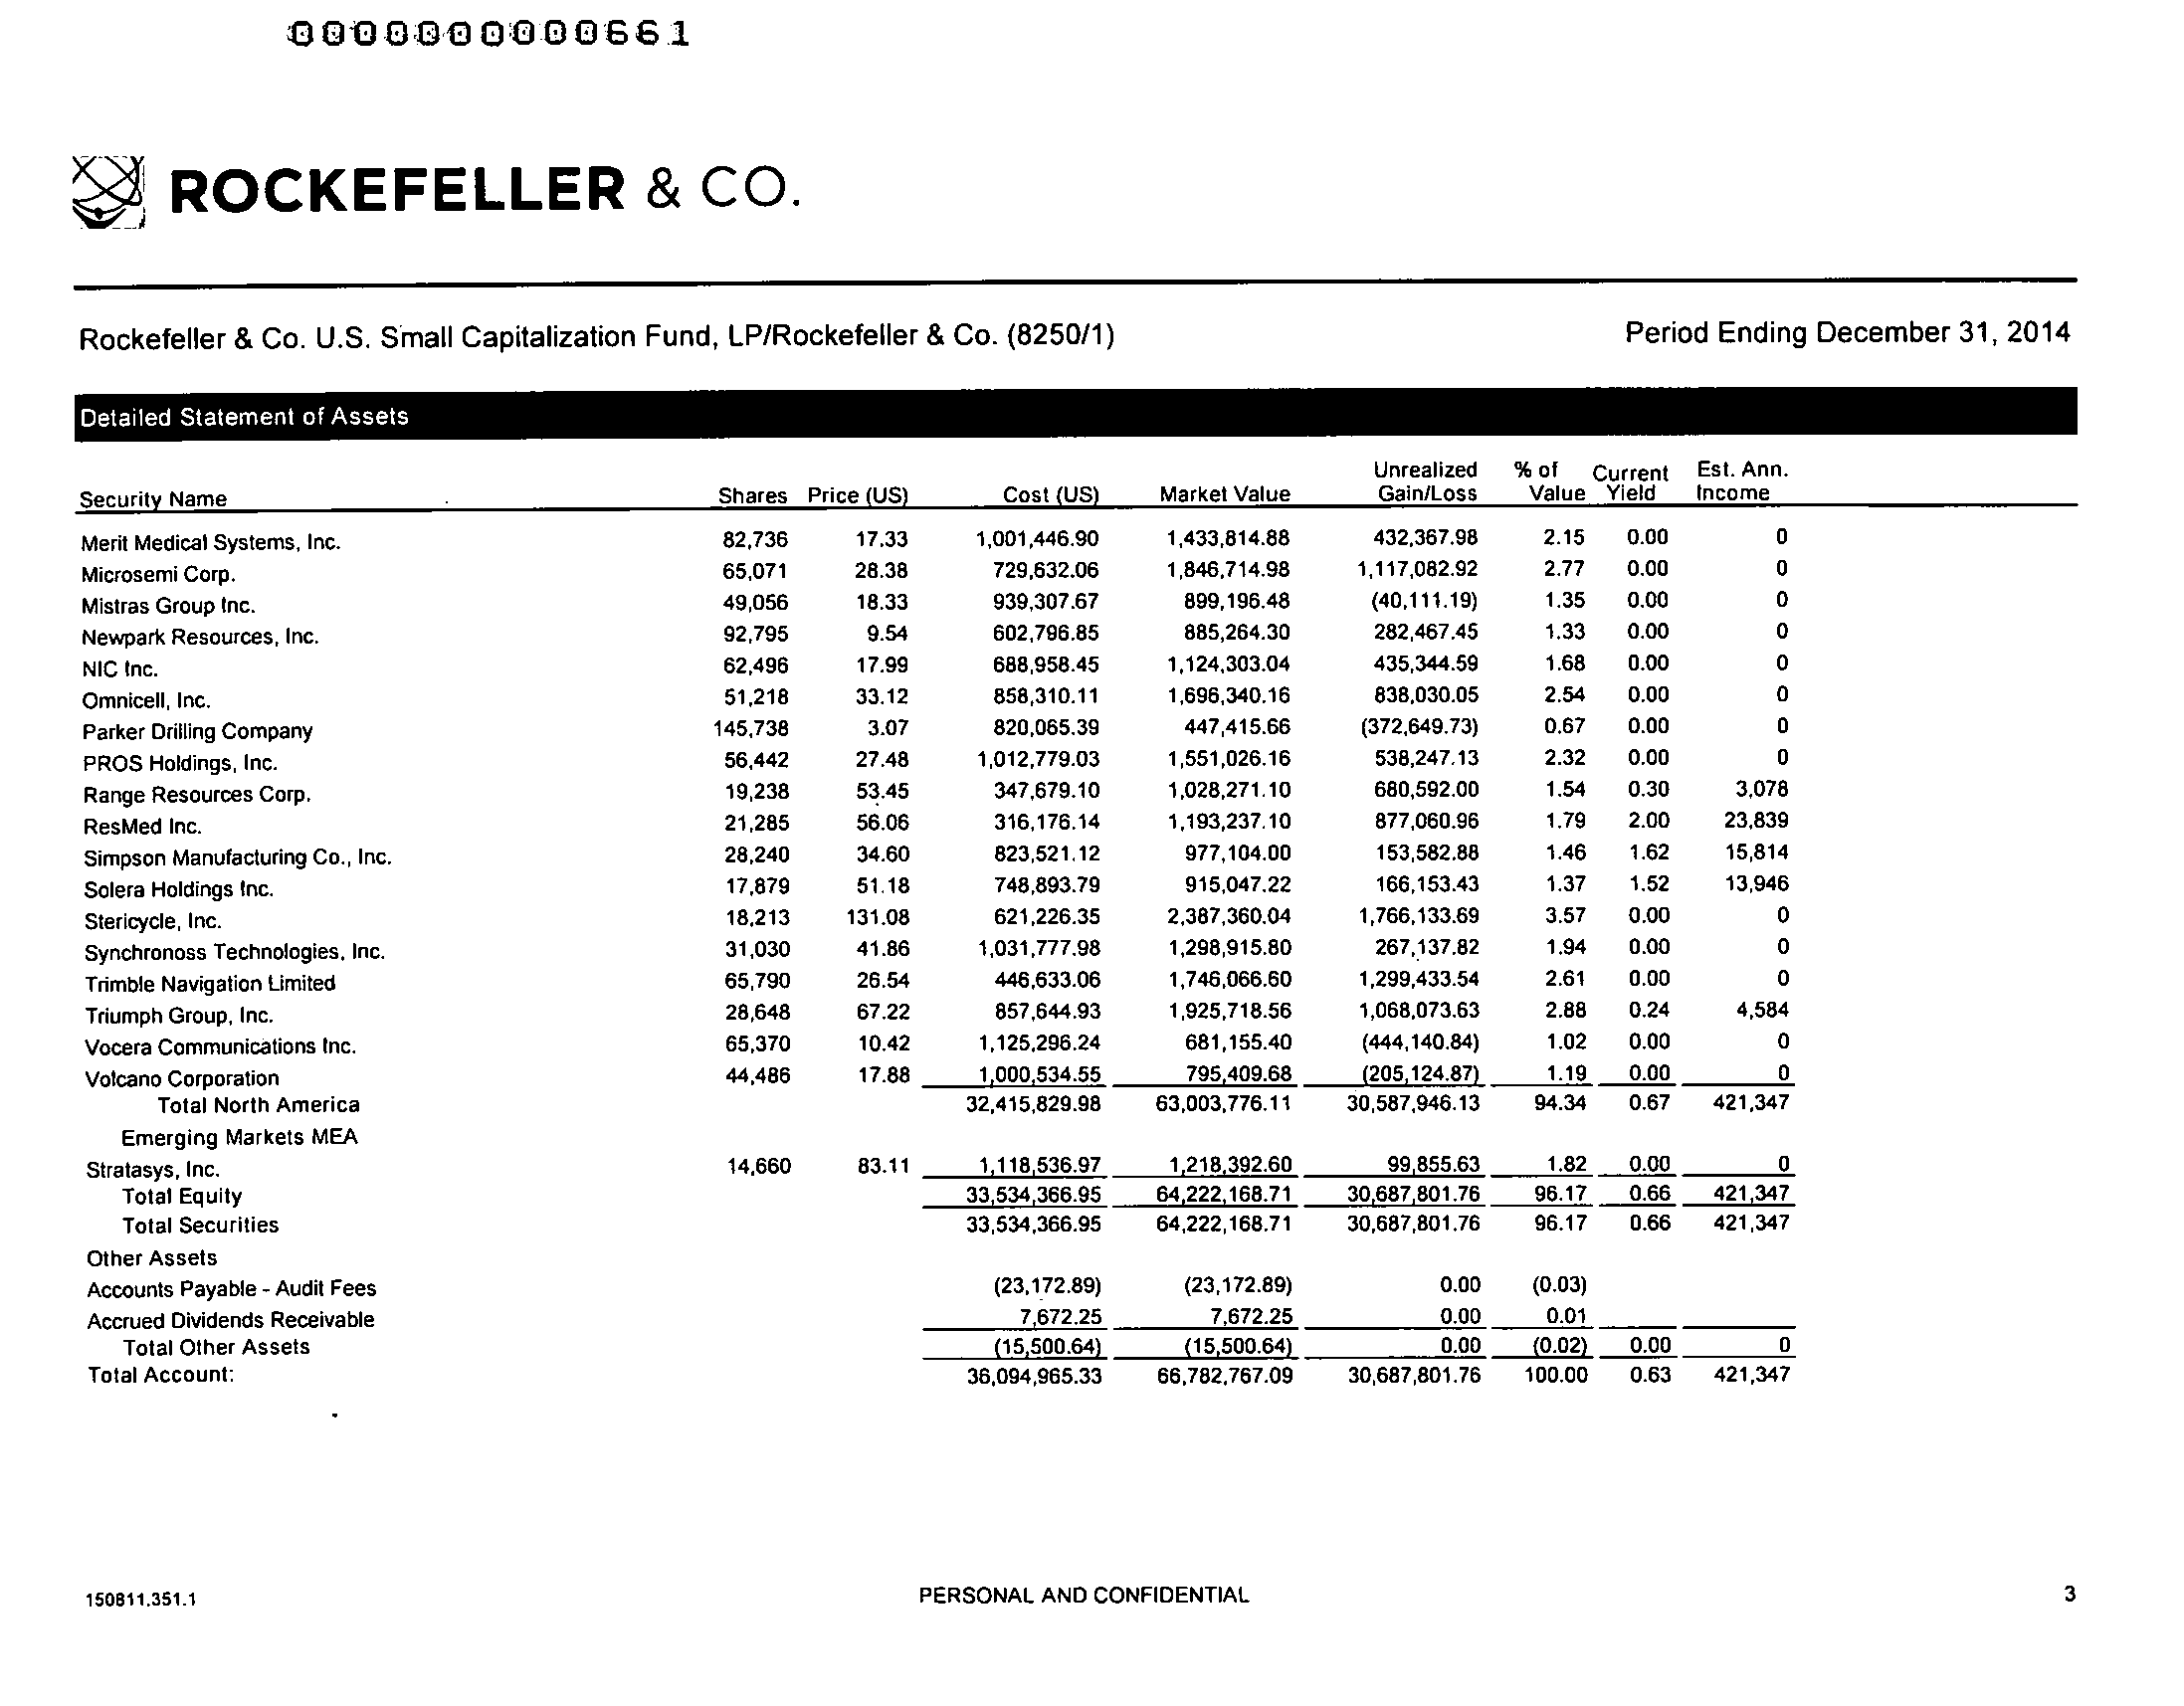 0000000000661
ROCKEFELLER & CO.
Rockefeller & Co. U.S. Small Capitalization Fund, LP/Rockefeller & Co. (8250/1) Period Ending December 31, 2014
Detailed Statement of Assets
Unrealized % of Current Est. Ann.
Security Name Shares Price (US) Cost (US) Market Value Gain/Loss Value Yield Income
Merit Medical Systems, Inc. 82,736 17.33 1,001,446.90 1,433,814.88 432,367.98 2.15 0.00 0
Microsemi Corp. 65,071 28.38 729,632.06 1,846,714.98 1,117,082.92 2.77 0.00 0
Mistras Group Inc. 49,056 18.33 939,307.67 899,196.48 (40,111.19) 1.35 0.00 0
Newpark Resources, Inc. 92,795 9.54 602,796.85 885,264.30 282,467.45 1.33 0.00 0
NIC Inc. 62,496 17.99 688,958.45 1,124,303.04 435,344.59 1.68 0.00 0
Omnicell, Inc. 51,218 33.12 858,310.11 1,696,340.16 838,030.05 2.54 0.00 0
Parker Drilling Company 145,738 3.07 820,065.39 447,415.66 (372,649.73) 0.67 0.00 0
PROS Holdings, Inc. 56,442 27.48 1,012,779.03 1,551,026.16 538,247.13 2.32 0.00 0
Range Resources Corp. 19,238 53.45 347,679.10 1,028,271.10 680,592.00 1.54 0.30 3,078
ResMed Inc. 21,285 56.06 316,176.14 1,193,237.10 877,060.96 1.79 2.00 23,839
Simpson Manufacturing Co., Inc. 28,240 34.60 823,521.12 977,104.00 153,582.88 1.46 1.62 15,814
Solera Holdings Inc. 17,879 51.18 748,893.79 915,047.22 166,153.43 1.37 1.52 13,946
Stericycle, Inc. 18,213 131.08 621,226.35 2,387,360.04 1,766,133.69 3.57 0.00 0
Synchronoss Technologies, Inc. 31,030 41.86 1,031,777.98 1,298,915.80 267,137.82 1.94 0.00 0
Trimble Navigation Limited 65,790 26.54 446,633.06 1,746,066.60 1,299,433.54 2.61 0.00 0
Triumph Group, Inc. 28,648 67.22 857,644.93 1,925,718.56 1,068,073.63 2.88 0.24 4,584
Vocera Communications Inc. 65,370 10.42 1,125,296.24 681,155.40 (444,140.84) 1.02 0.00 0
Volcano Corporation 44,486 17.88 1,000,534.55 795,409.68 (205,124.87) 1.19 0.00 0
Total North America 32,415,829.98 63,003,776.11 30,587,946.13 94.34 0.67 421,347
Emerging Markets MEA
Stratasys, Inc. 14,660 83.11 1,118,536.97 1,218,392.60 99,855.63 1.82 0.00 0
Total Equity 33,534,366.95 64,222,168.71 30,687,801.76 96.17 0.66 421,347
Total Securities 33,534,366.95 64,222,168.71 30,687,801.76 96.17 0.66 421,347
Other Assets
Accounts Payable - Audit Fees (23,172.89) (23,172.89) 0.00 (0.03)
Accrued Dividends Receivable 7,672.25 7,672.25 0.00 0.01
Total Other Assets (15,500.64) (15,500.64) 0.00 (0.02) 0.00 0
Total Account: 36,094,965.33 66,782,767.09 30,687,801.76 100.00 0.63 421,347
150811.351.1 PERSONAL AND CONFIDENTIAL 3